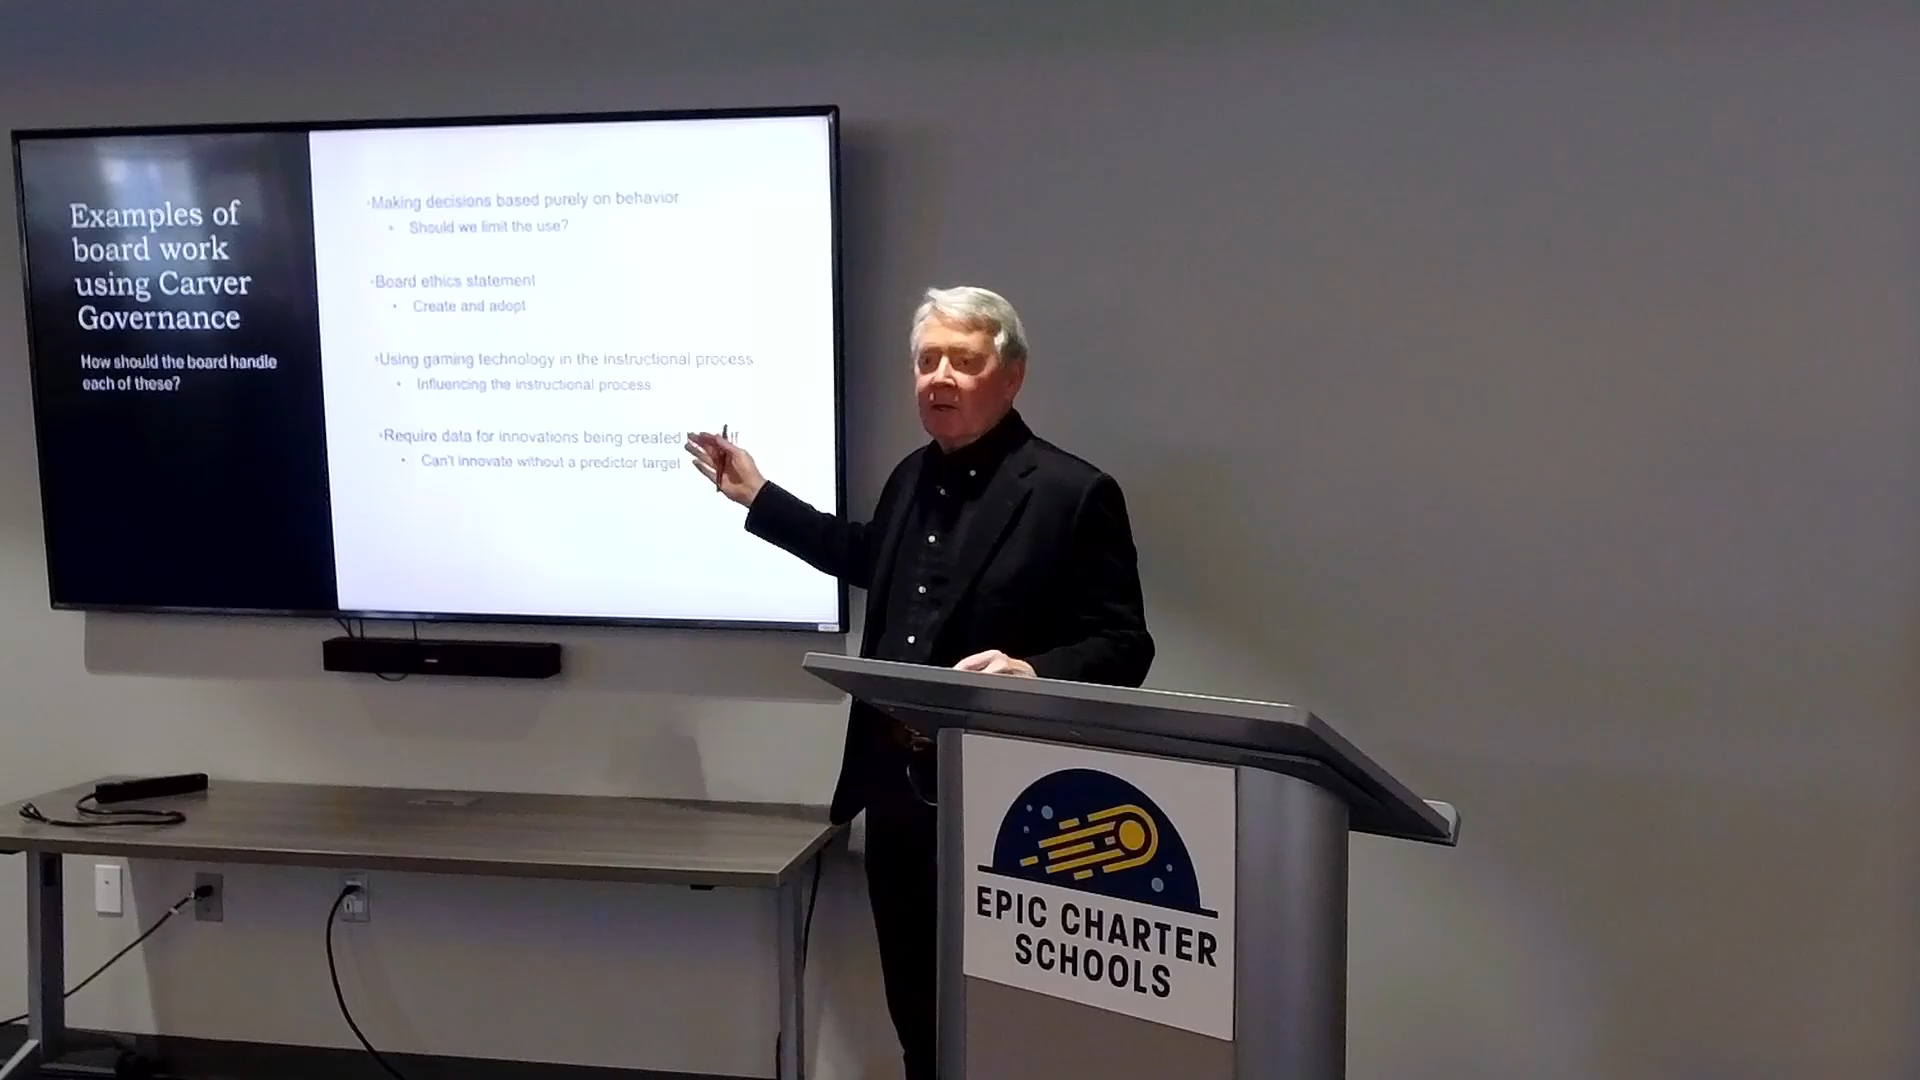 Examples of
board work
using Carver
Governance
How should the board handle
each of these?
•Making decisions based purely on behavior
• Should we limit the use?
•Board ethics statement
• Create and adopt
•Using gaming technology in the instructional process
• Influencing the instructional process
•Require data for innovations being created
• Can't innovate without a predictor target
EPIC CHARTER
SCHOOLS